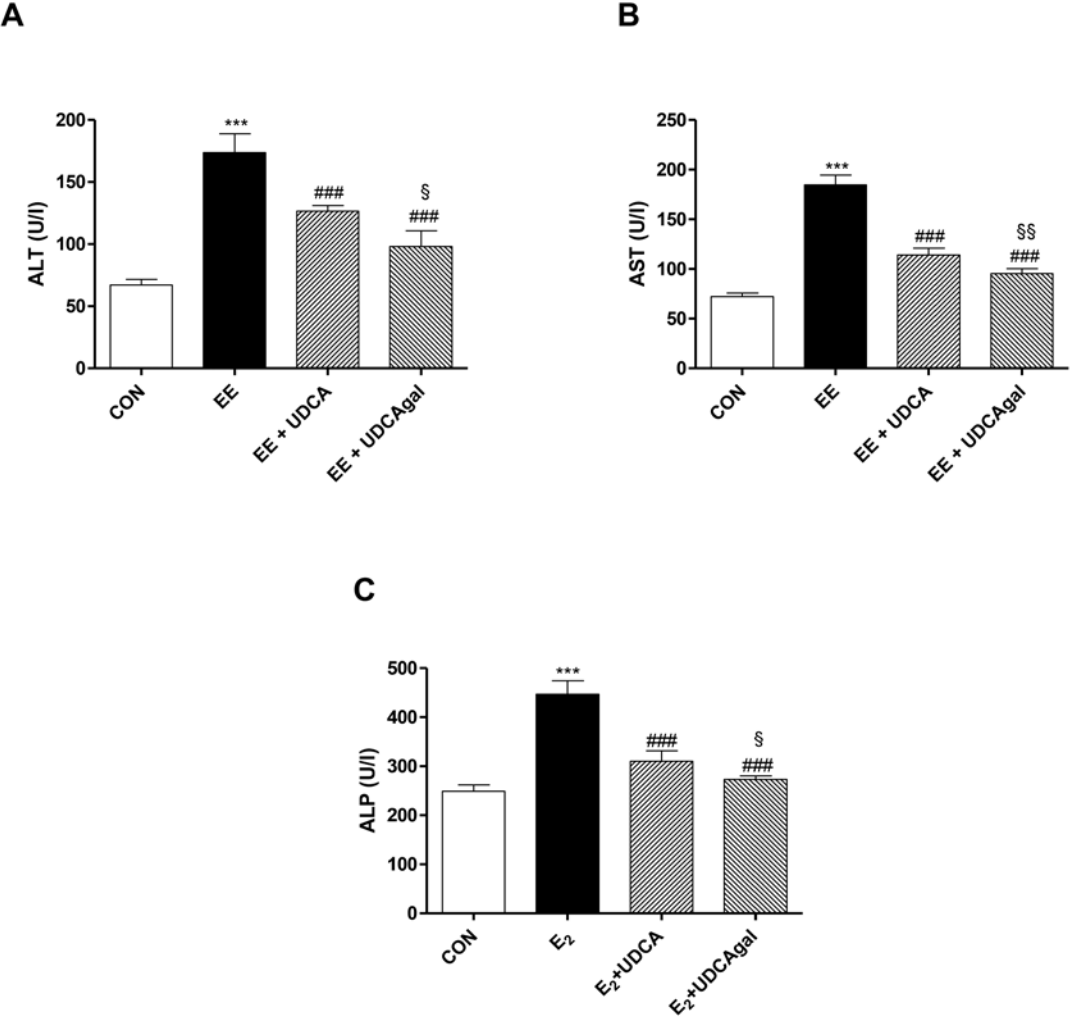 A
ALT (U/l)
200
150
100
50
0
***
###
§
###
CON
EE
EE + UDCA
EE + UDCAgal
B
AST (U/l)
250
200
150
100
50
0
***
###
§§
###
CON
EE
EE + UDCA
EE + UDCAgal
C
ALP (U/l)
500
400
300
200
100
0
***
###
§
###
CON
E₂
E₂+UDCA
E₂+UDCAgal